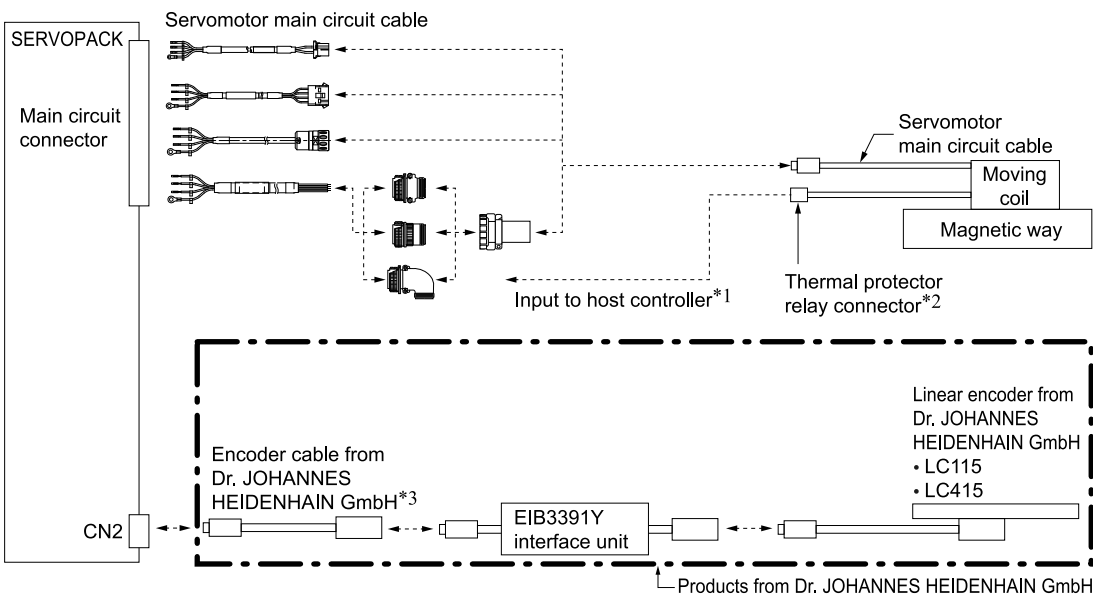 Servomotor main circuit cable
SERVOPACK
Main circuit
connector
Servomotor
main circuit cable
Moving
coil
Magnetic way
Thermal protector
relay connector*2
Input to host controller*1
Linear encoder from
Dr. JOHANNES
HEIDENHAIN GmbH
• LC115
• LC415
Encoder cable from
Dr. JOHANNES
HEIDENHAIN GmbH*3
CN2
EIB3391Y
interface unit
Products from Dr. JOHANNES HEIDENHAIN GmbH